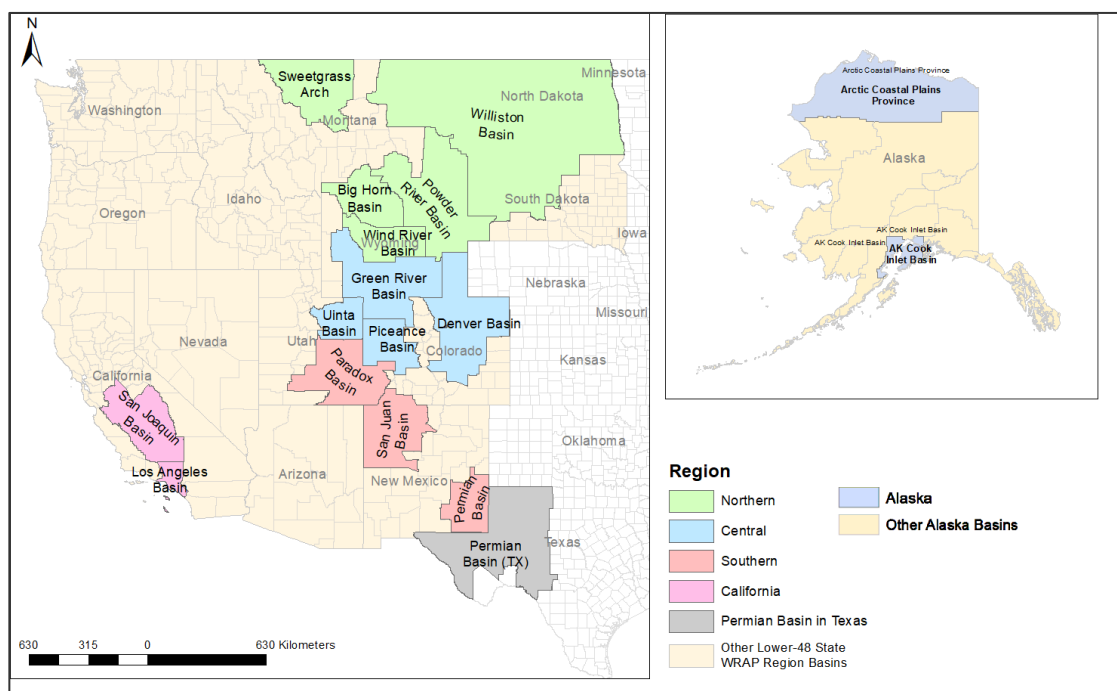 N
Sweetgrass
Arch
Minnesota
North Dakota
Washington
Montana
Williston
Basin
Idaho
Oregon
Big Horn
Basin
Powder
River Basin
South Dakota
Wind River
Basin
Wyoming
Iowa
Green River
Basin
Nebraska
Uinta
Basin
Piceance
Basin
Denver Basin
Missouri
Nevada
Utah
Colorado
Kansas
Paradox
Basin
California
San Joaquin
Basin
San Juan
Basin
Oklahoma
Los Angeles
Basin
Arizona
New Mexico
Permian
Basin
Permian
Basin (TX)
Texas
630 315 0 630 Kilometers
Arctic Coastal Plains Province
Arctic Coastal Plains
Province
Alaska
AK Cook Inlet Basin
AK Cook Inlet Basin
AK Cook
Inlet Basin
Region
Northern
Central
Southern
California
Permian Basin in Texas
Other Lower-48 State
WRAP Region Basins
Alaska
Other Alaska Basins